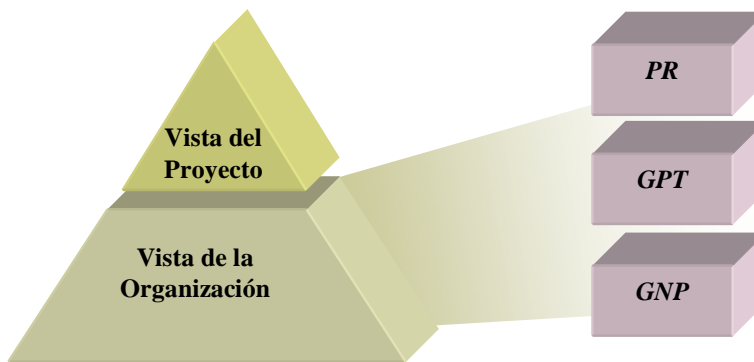 Vista del
Proyecto
Vista de la
Organización
PR
GPT
GNP